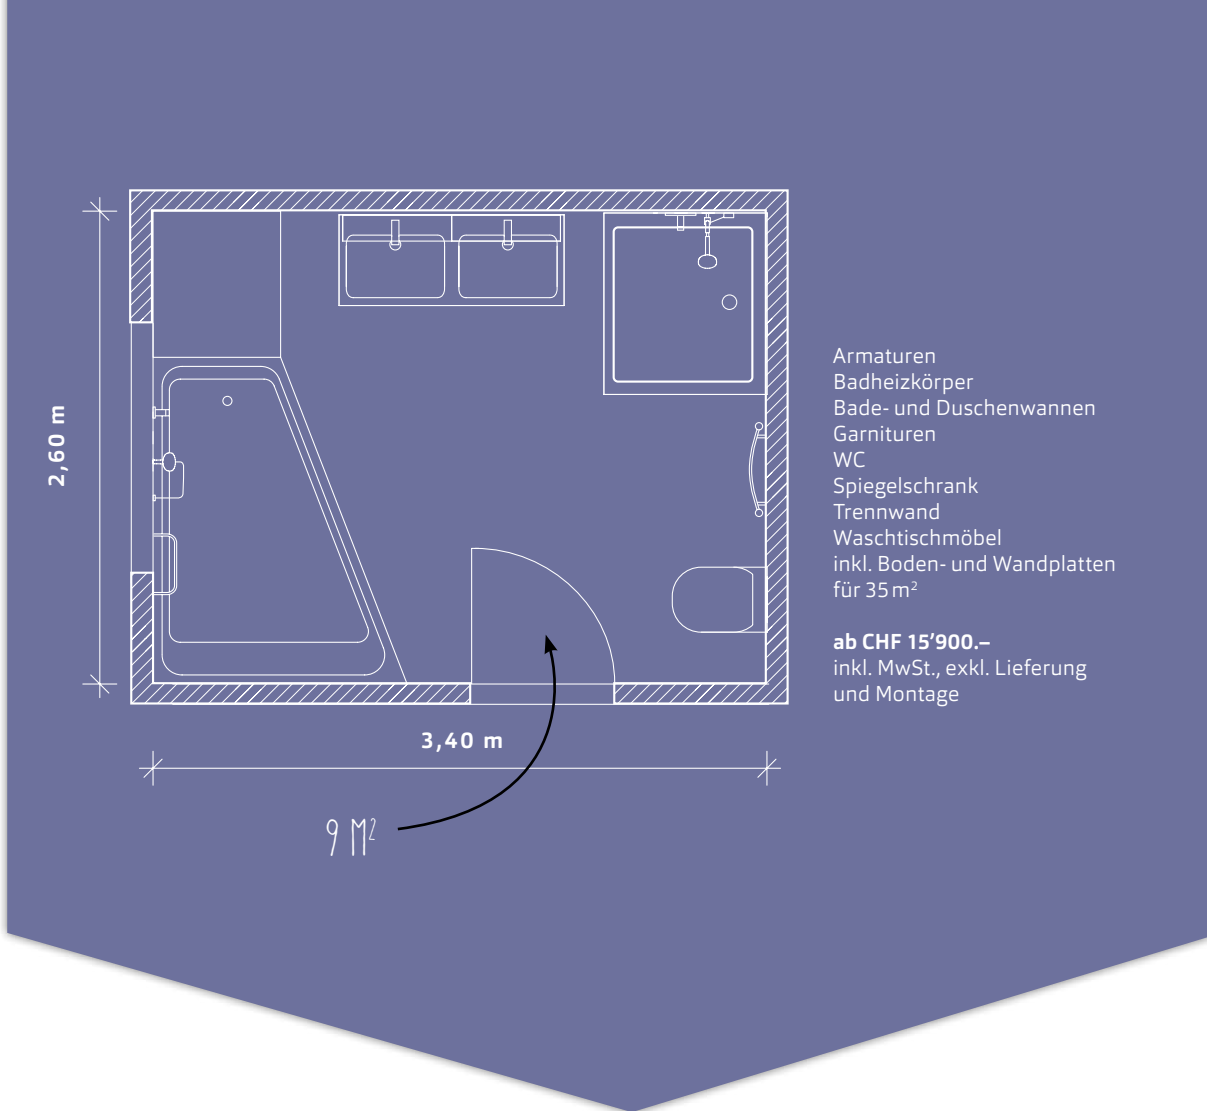 2,60 m
3,40 m
9 M²
Armaturen
Badheizkörper
Bade- und Duschenwannen
Garnituren
WC
Spiegelschrank
Trennwand
Waschtischmöbel
inkl. Boden- und Wandplatten
für 35 m²
ab CHF 15’900.–
inkl. MwSt., exkl. Lieferung
und Montage